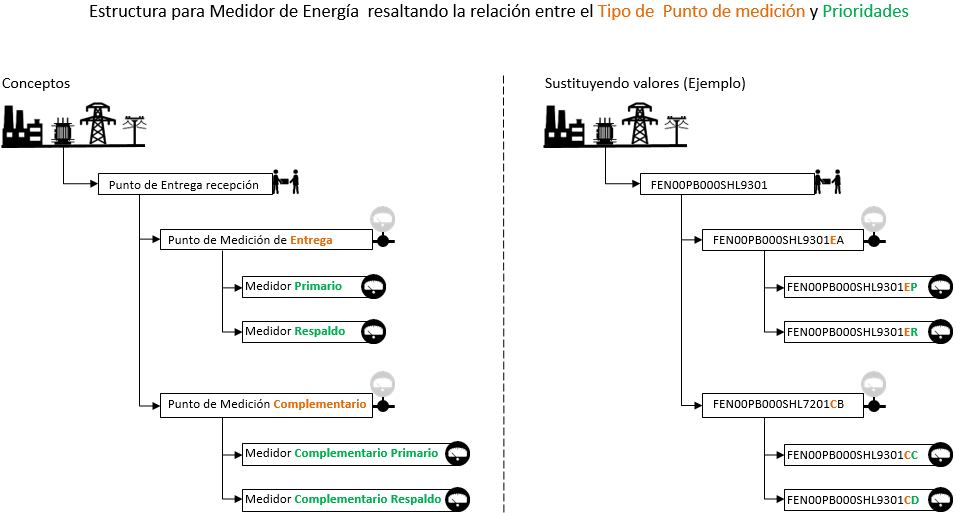 Estructura para Medidor de Energía resaltando la relación entre el Tipo de Punto de medición y Prioridades
Conceptos
Punto de Entrega recepción
Punto de Medición de Entrega
Medidor Primario
Medidor Respaldo
Punto de Medición Complementario
Medidor Complementario Primario
Medidor Complementario Respaldo
Sustituyendo valores (Ejemplo)
FEN00PB000SHL9301
FEN00PB000SHL9301EA
FEN00PB000SHL9301EP
FEN00PB000SHL9301ER
FEN00PB000SHL7201CB
FEN00PB000SHL9301CC
FEN00PB000SHL9301CD